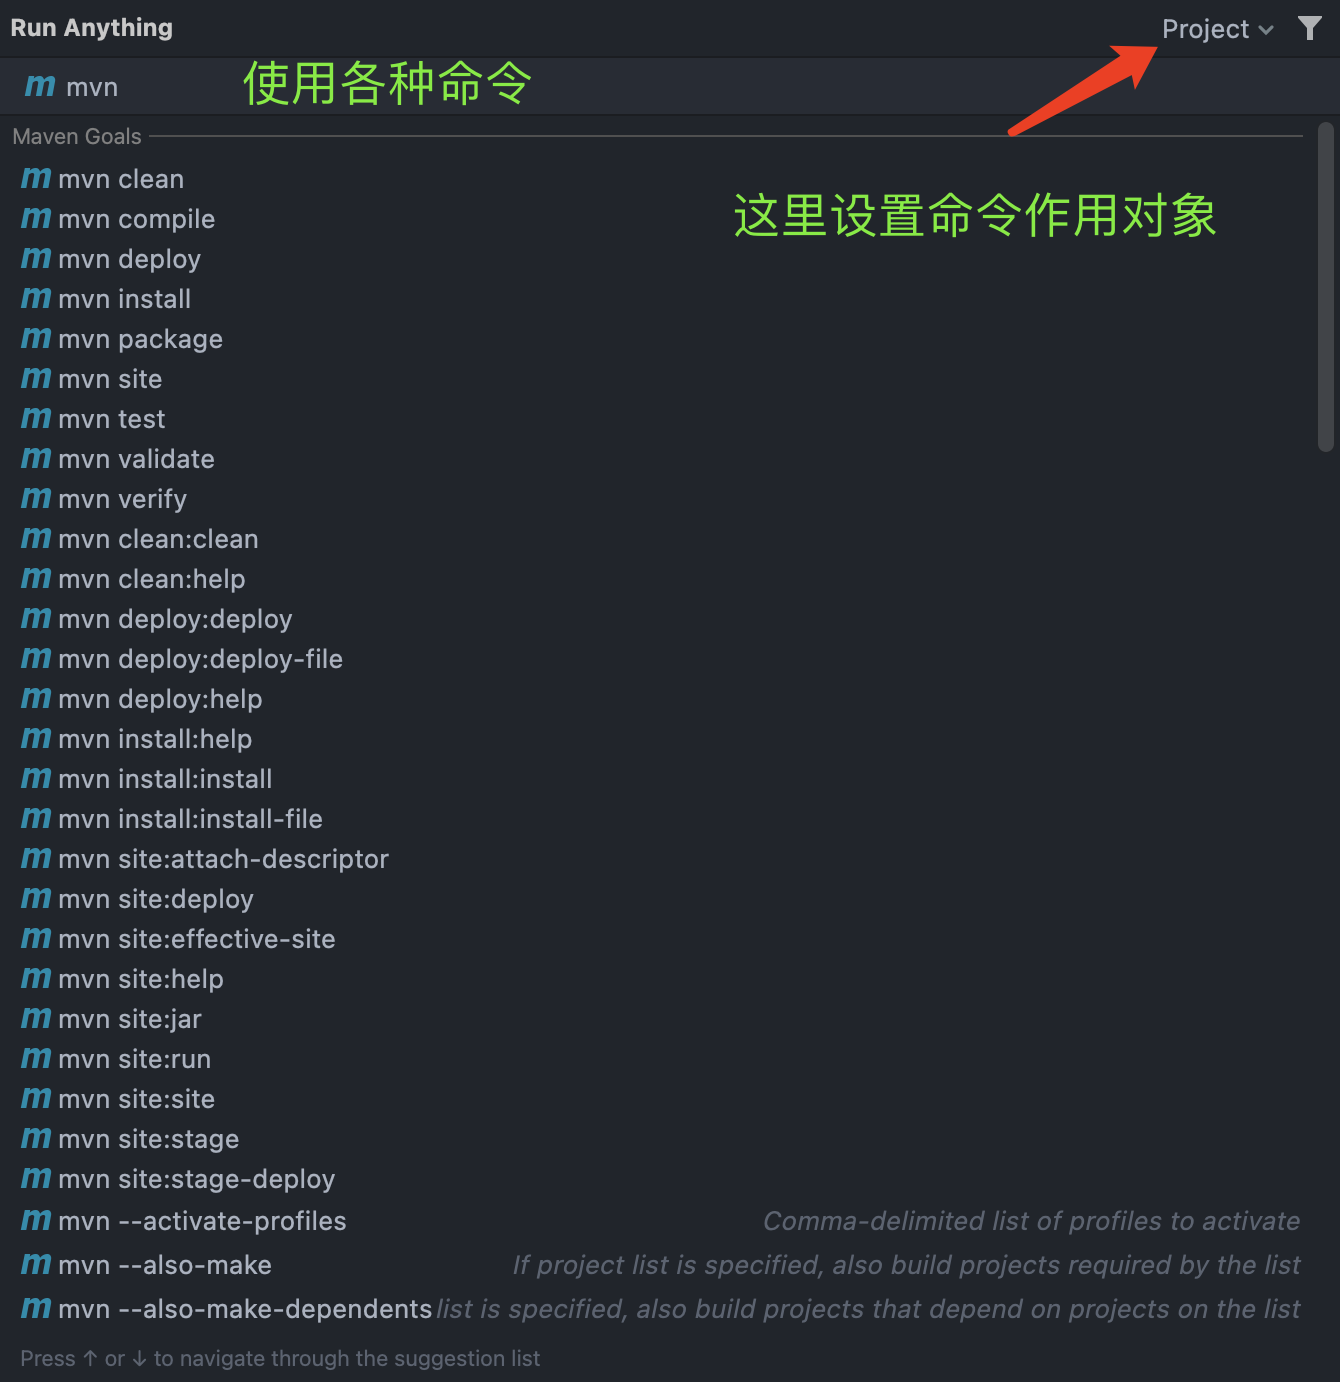 Run Anything
Project
m mvn
使用各种命令
Maven Goals
m mvn clean
这里设置命令作用对象
m mvn compile
m mvn deploy
m mvn install
m mvn package
m mvn site
m mvn test
m mvn validate
m mvn verify
m mvn clean:clean
m mvn clean:help
m mvn deploy:deploy
m mvn deploy:deploy-file
m mvn deploy:help
m mvn install:help
m mvn install:install
m mvn install:install-file
m mvn site:attach-descriptor
m mvn site:deploy
m mvn site:effective-site
m mvn site:help
m mvn site:jar
m mvn site:run
m mvn site:site
m mvn site:stage
m mvn site:stage-deploy
m mvn --activate-profiles Comma-delimited list of profiles to activate
m mvn --also-make If project list is specified, also build projects required by the list
m mvn --also-make-dependents list is specified, also build projects that depend on projects on the list
Press ↑ or ↓ to navigate through the suggestion list